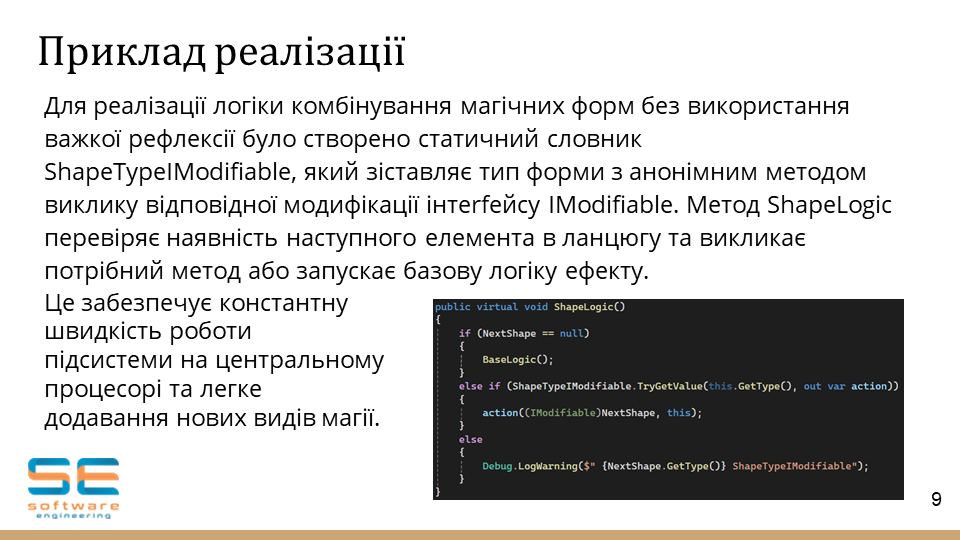 Приклад реалізації
Для реалізації логіки комбінування магічних форм без використання
важкої рефлексії було створено статичний словник
ShapeTypeIModifiable, який зіставляє тип форми з анонімним методом
виклику відповідної модифікації інтеrfейсу IModifiable. Метод ShapeLogic
перевіряє наявність наступного елемента в ланцюгу та викликає
потрібний метод або запускає базову логіку ефекту.
Це забезпечує константну
швидкість роботи
підсистеми на центральному
процесорі та легке
додавання нових видів магії.
public virtual void ShapeLogic()
{
if (NextShape == null)
{
BaseLogic();
}
else if (ShapeTypeIModifiable.TryGetValue(this.GetType(), out var action))
{
action((IModifiable)NextShape, this);
}
else
{
Debug.LogWarning($" {NextShape.GetType()} ShapeTypeIModifiable");
}
}
SE
software
engineering
9